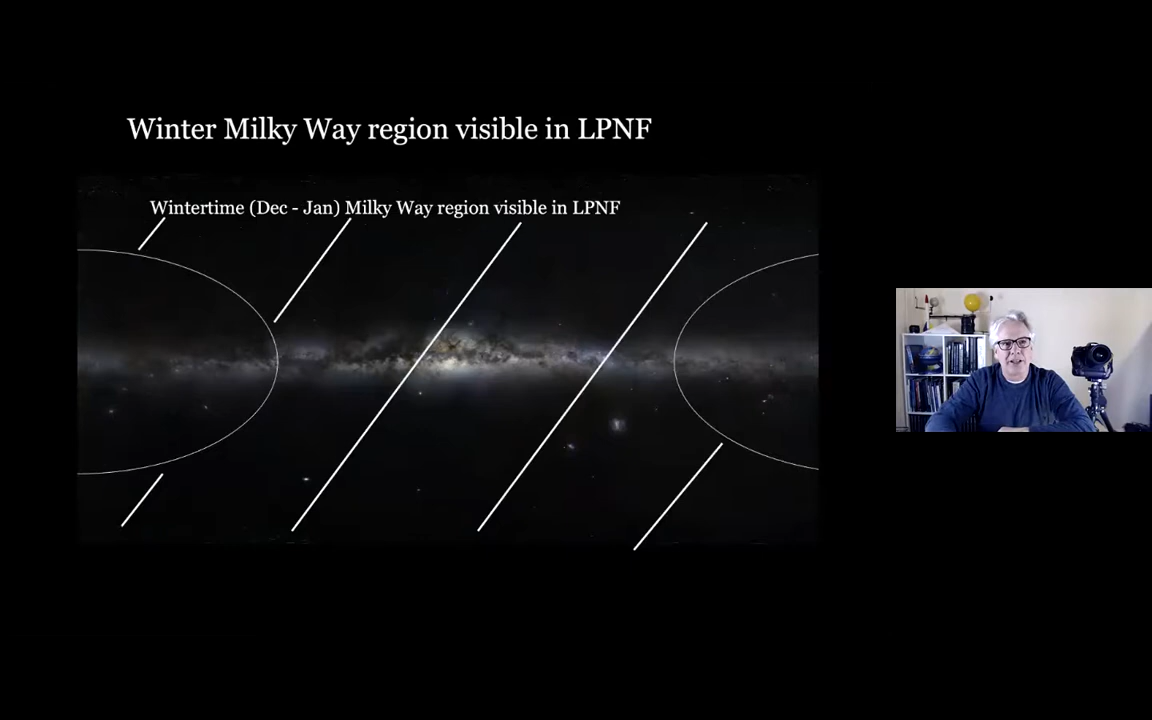 Winter Milky Way region visible in LPNF
Wintertime (Dec - Jan) Milky Way region visible in LPNF